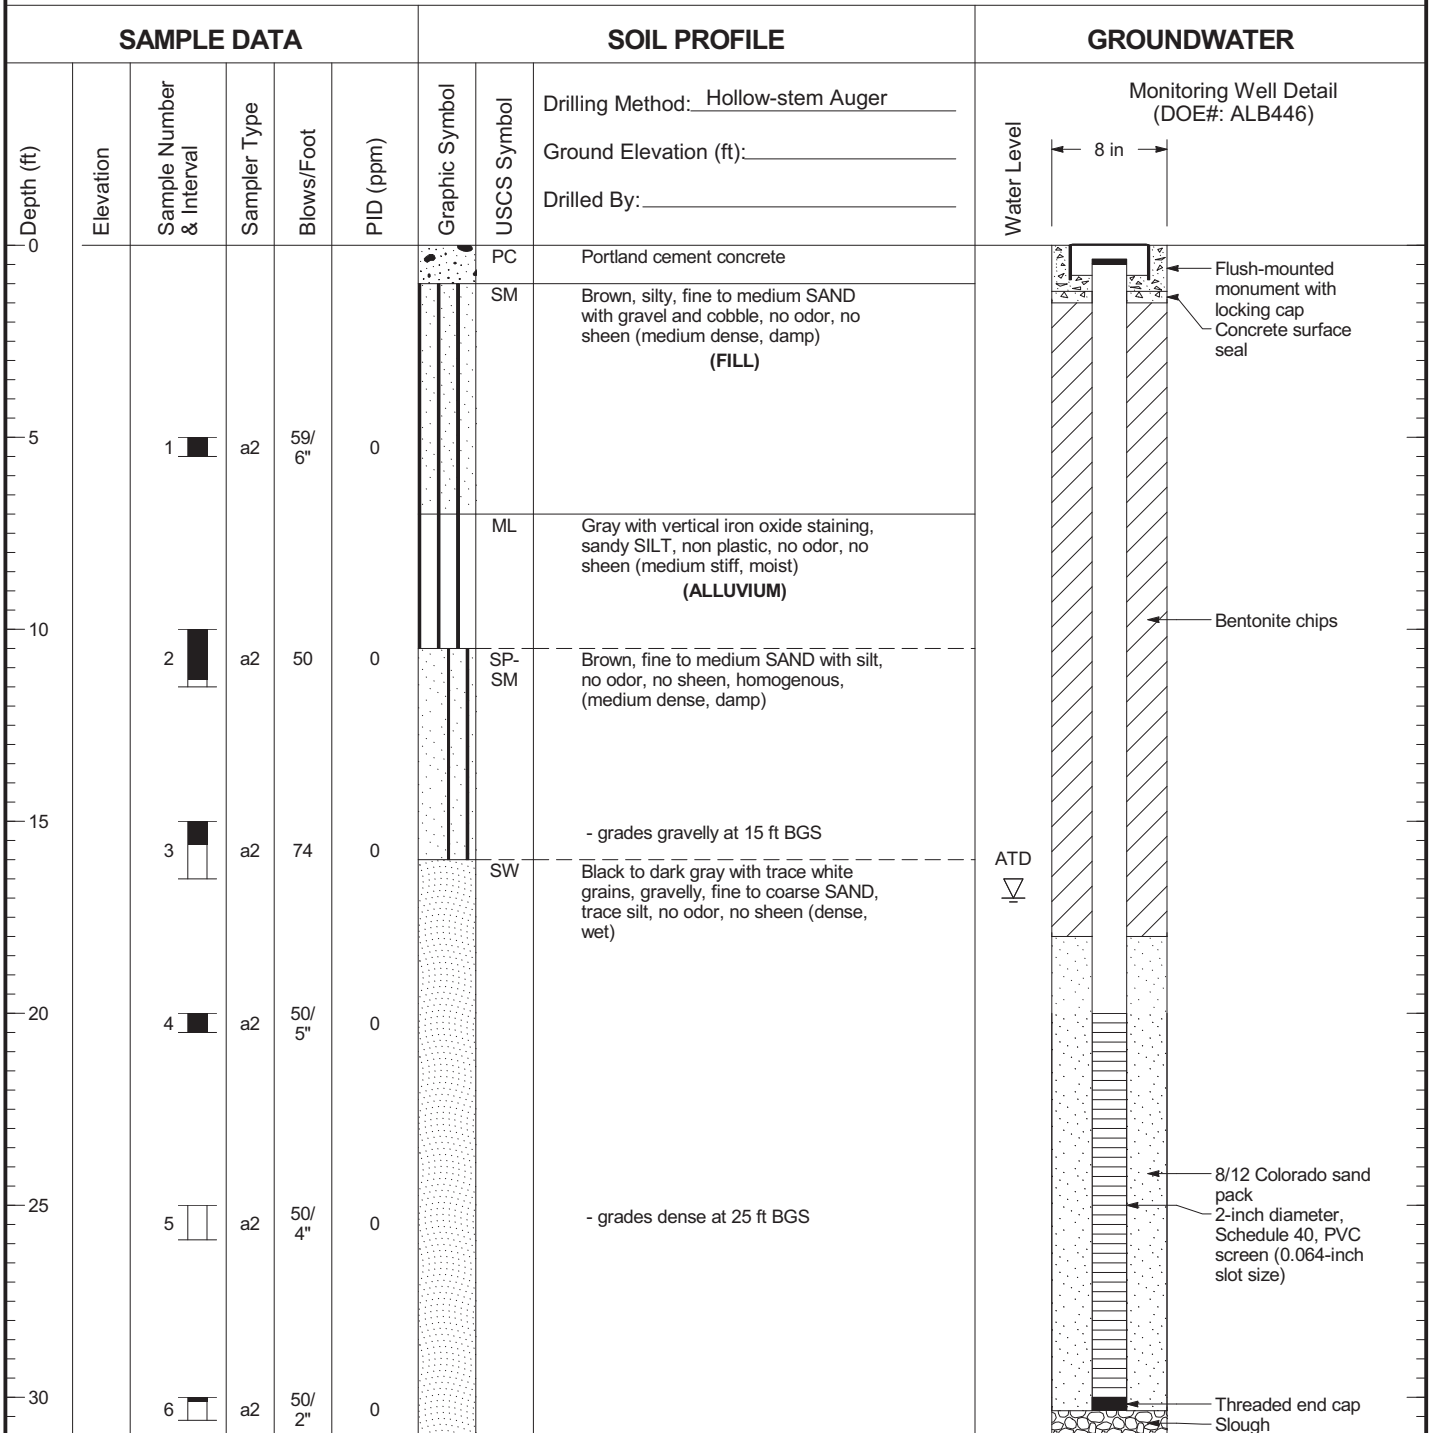 SAMPLE DATA
SOIL PROFILE
GROUNDWATER
Depth (ft)
Elevation
Sample Number
& Interval
Sampler Type
Blows/Foot
PID (ppm)
Graphic Symbol
USCS Symbol
Drilling Method: Hollow-stem Auger
Ground Elevation (ft):
Drilled By:
Water Level
Monitoring Well Detail
(DOE#: ALB446)
8 in
0
PC
Portland cement concrete
Flush-mounted
monument with
locking cap
Concrete surface
seal
SM
Brown, silty, fine to medium SAND
with gravel and cobble, no odor, no
sheen (medium dense, damp)
(FILL)
5
1
a2
59/
6"
0
ML
Gray with vertical iron oxide staining,
sandy SILT, non plastic, no odor, no
sheen (medium stiff, moist)
(ALLUVIUM)
Bentonite chips
10
2
a2
50
0
SP-
SM
Brown, fine to medium SAND with silt,
no odor, no sheen, homogenous,
(medium dense, damp)
15
3
a2
74
0
- grades gravelly at 15 ft BGS
ATD
SW
Black to dark gray with trace white
grains, gravelly, fine to coarse SAND,
trace silt, no odor, no sheen (dense,
wet)
20
4
a2
50/
5"
0
8/12 Colorado sand
pack
2-inch diameter,
Schedule 40, PVC
screen (0.064-inch
slot size)
25
5
a2
50/
4"
0
- grades dense at 25 ft BGS
30
6
a2
50/
2"
0
Threaded end cap
Slough